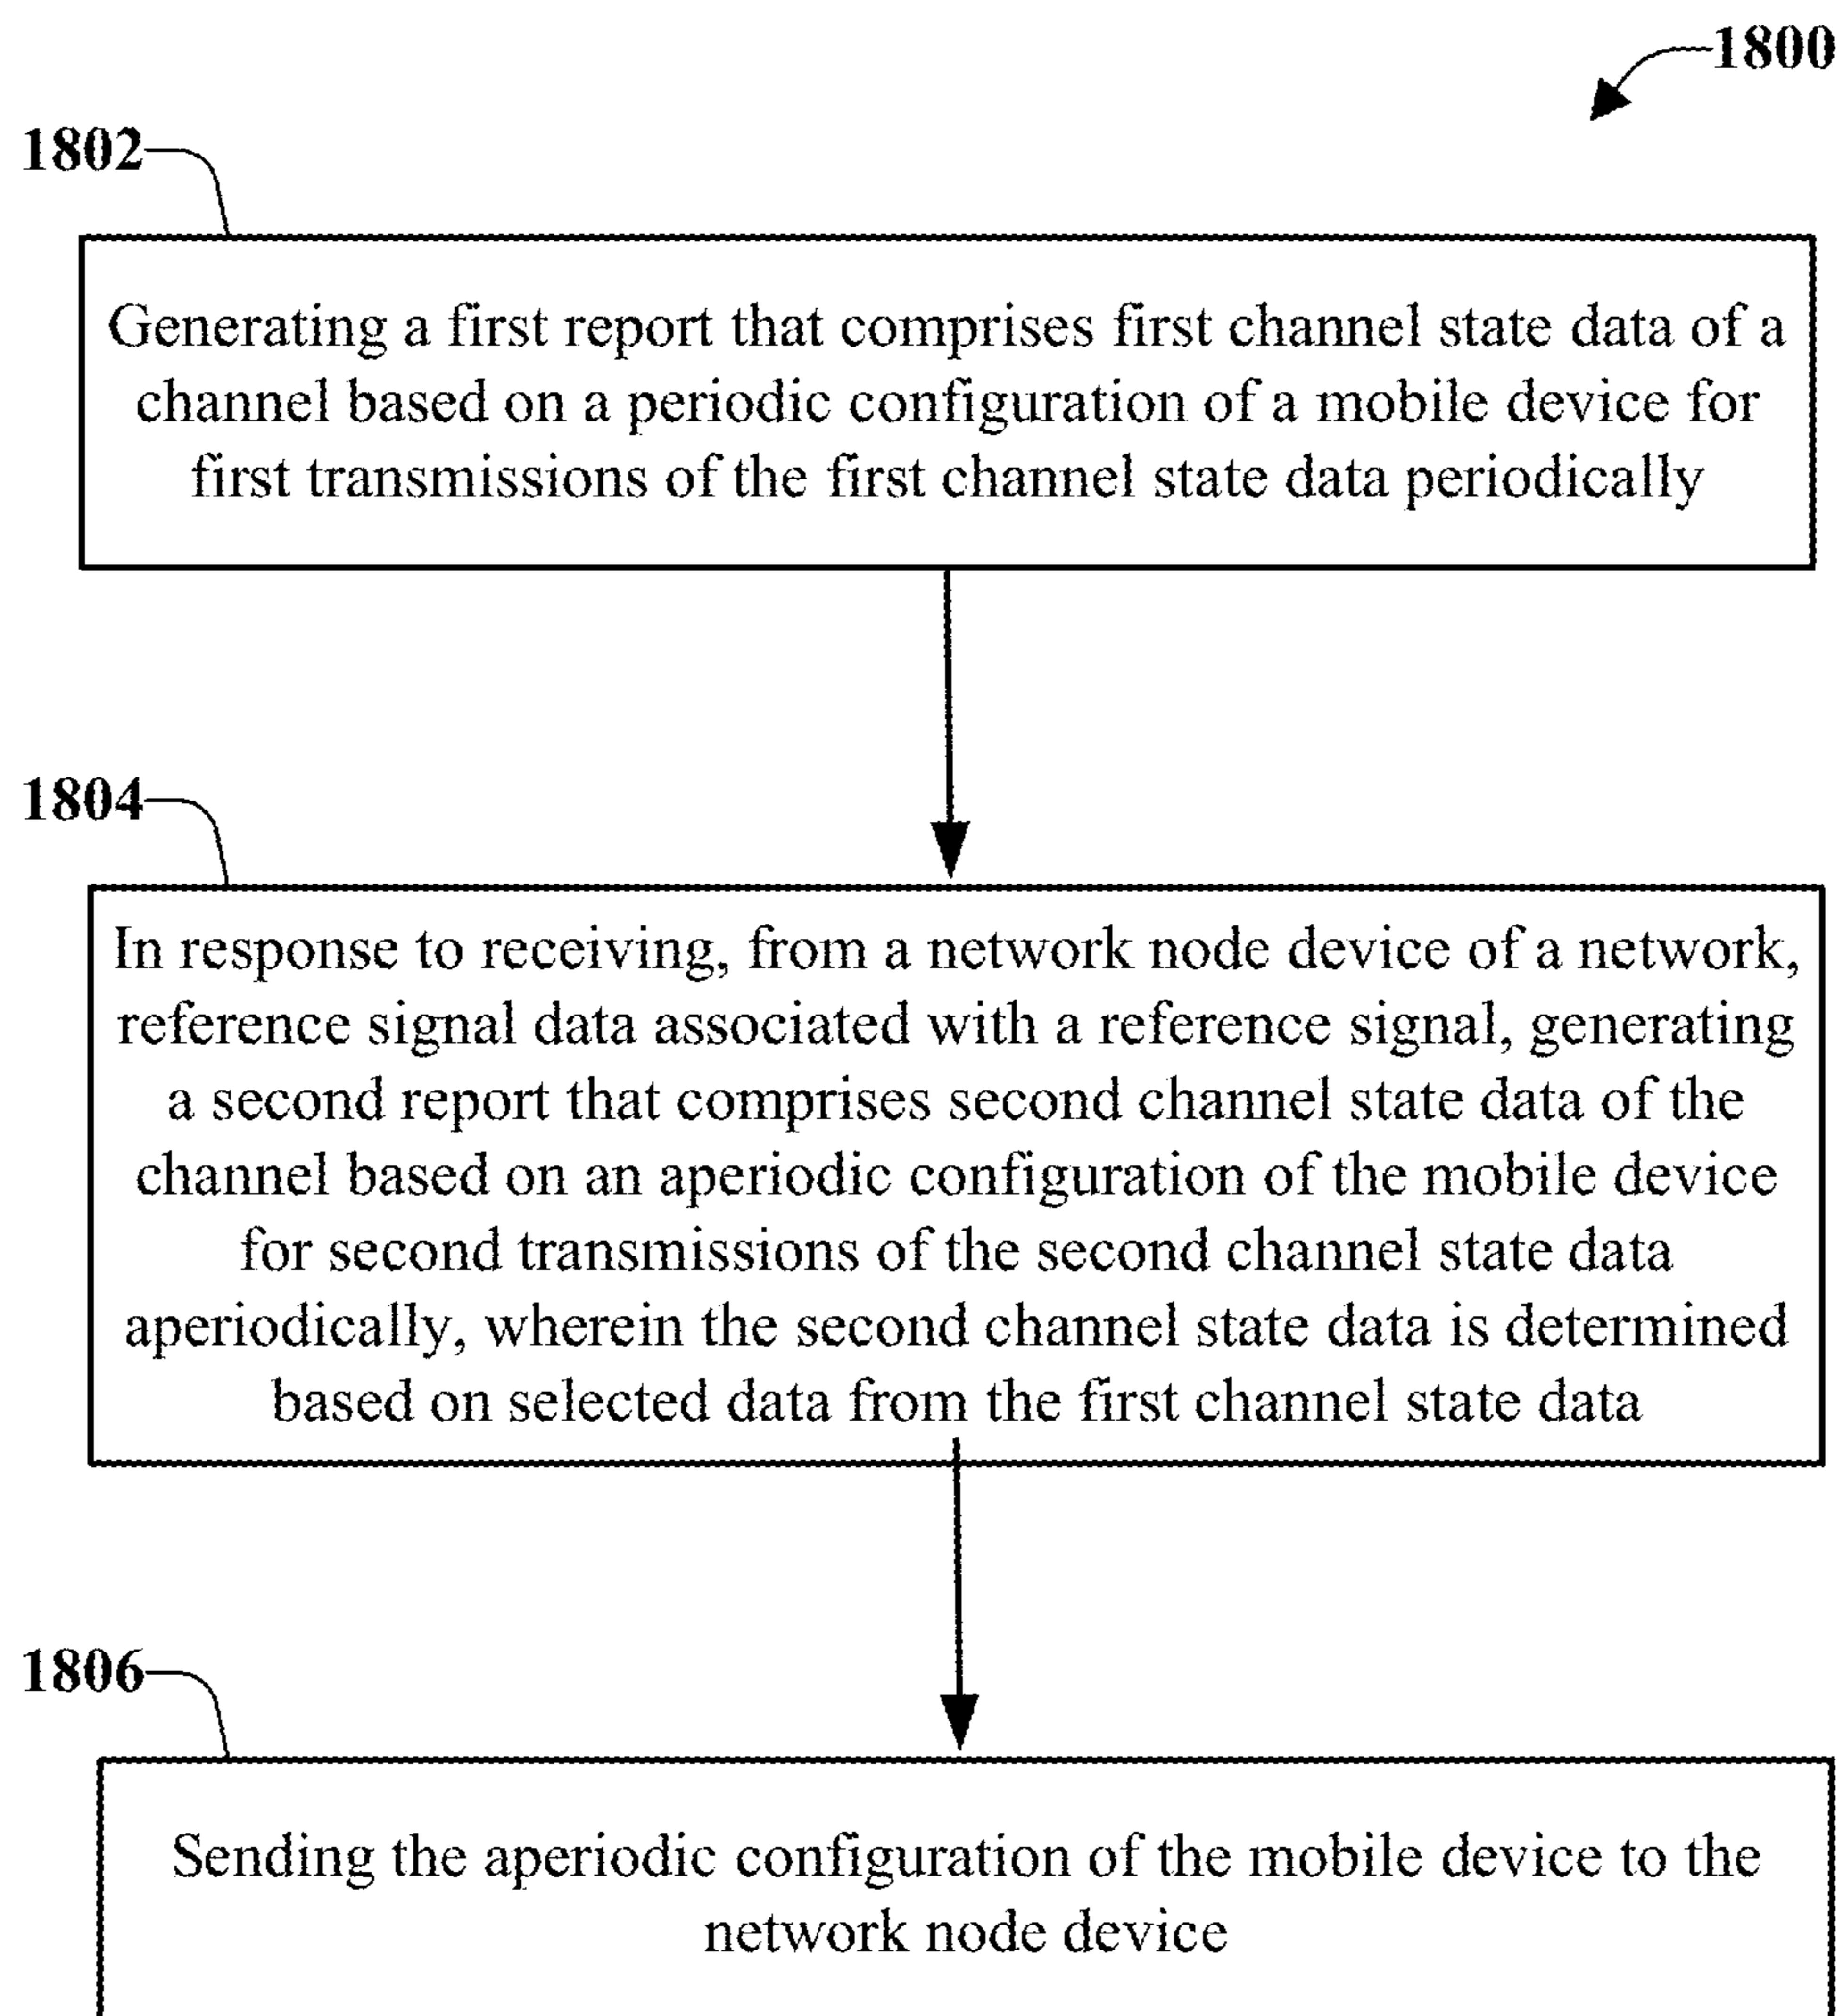 1800
1802
Generating a first report that comprises first channel state data of a
channel based on a periodic configuration of a mobile device for
first transmissions of the first channel state data periodically
1804
In response to receiving, from a network node device of a network,
reference signal data associated with a reference signal, generating
a second report that comprises second channel state data of the
channel based on an aperiodic configuration of the mobile device
for second transmissions of the second channel state data
aperiodically, wherein the second channel state data is determined
based on selected data from the first channel state data
1806
Sending the aperiodic configuration of the mobile device to the
network node device